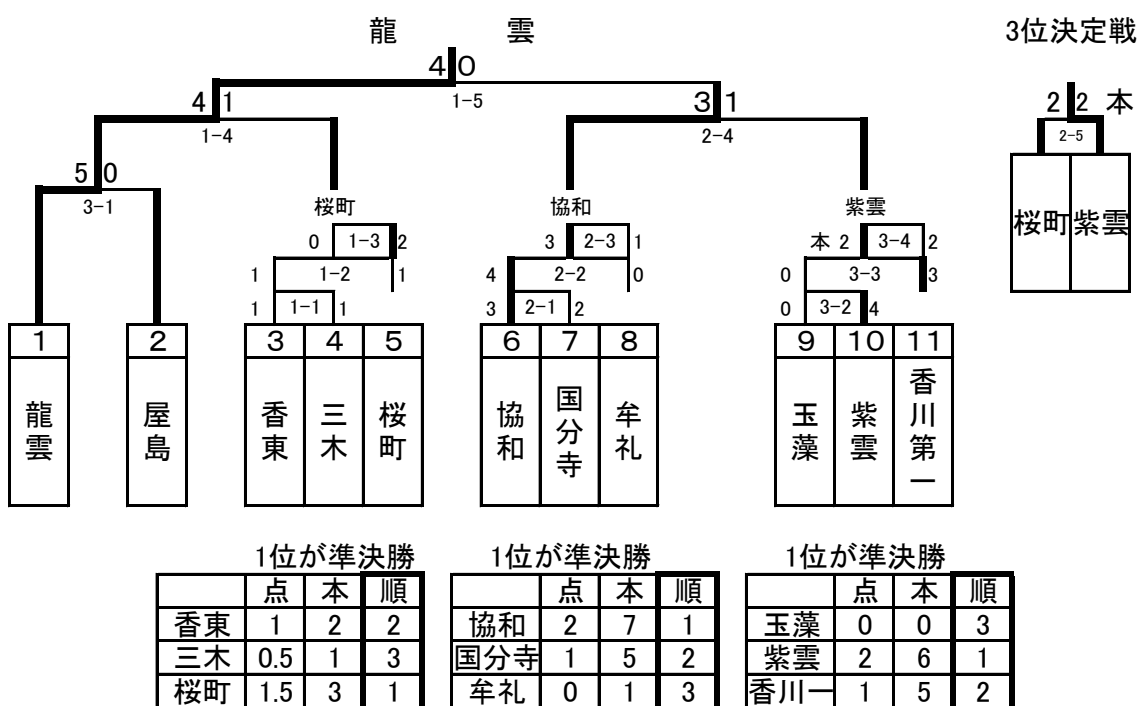 龍 雲
3位決定戦
4 0
1-5
4 1
1-4
3 1
2-4
2 2 本
2-5
5 0
3-1
桜町 紫雲
桜町
0 1-3 2
1 1-2 1
1 1-1 1
協和
3 2-3 1
4 2-2 0
3 2-1 2
紫雲
本 2 3-4 2
0 3-3 3
0 3-2 4
1 2 3 4 5 6 7 8 9 10 11
龍雲
屋島
香東
三木
桜町
協和
国分寺
牟礼
玉藻
紫雲
香川第一
1位が準決勝
点 本 順
香東 1 2 2
三木 0.5 1 3
桜町 1.5 3 1
1位が準決勝
点 本 順
協和 2 7 1
国分寺 1 5 2
牟礼 0 1 3
1位が準決勝
点 本 順
玉藻 0 0 3
紫雲 2 6 1
香川一 1 5 2